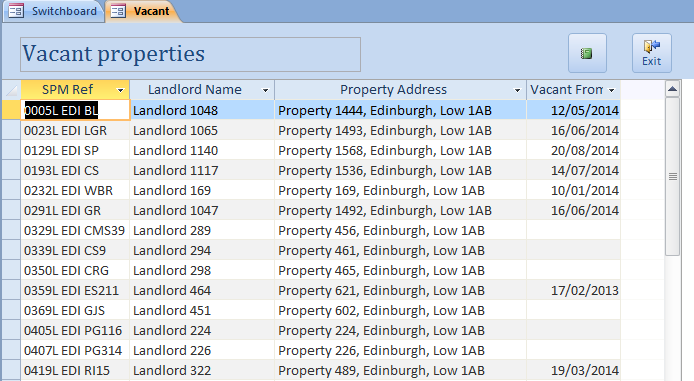 Switchboard Vacant
Vacant properties
Exit
SPM Ref Landlord Name Property Address Vacant From
0005L EDI BL Landlord 1048 Property 1444, Edinburgh, Low 1AB 12/05/2014
0023L EDI LGR Landlord 1065 Property 1493, Edinburgh, Low 1AB 16/06/2014
0129L EDI SP Landlord 1140 Property 1568, Edinburgh, Low 1AB 20/08/2014
0193L EDI CS Landlord 1117 Property 1536, Edinburgh, Low 1AB 14/07/2014
0232L EDI WBR Landlord 169 Property 169, Edinburgh, Low 1AB 10/01/2014
0291L EDI GR Landlord 1047 Property 1492, Edinburgh, Low 1AB 16/06/2014
0329L EDI CMS39 Landlord 289 Property 456, Edinburgh, Low 1AB
0339L EDI CS9 Landlord 294 Property 461, Edinburgh, Low 1AB
0350L EDI CRG Landlord 298 Property 465, Edinburgh, Low 1AB
0359L EDI ES211 Landlord 464 Property 621, Edinburgh, Low 1AB 17/02/2013
0369L EDI GJS Landlord 451 Property 602, Edinburgh, Low 1AB
0405L EDI PG116 Landlord 224 Property 224, Edinburgh, Low 1AB
0407L EDI PG314 Landlord 226 Property 226, Edinburgh, Low 1AB
0419L EDI RI15 Landlord 322 Property 489, Edinburgh, Low 1AB 19/03/2014